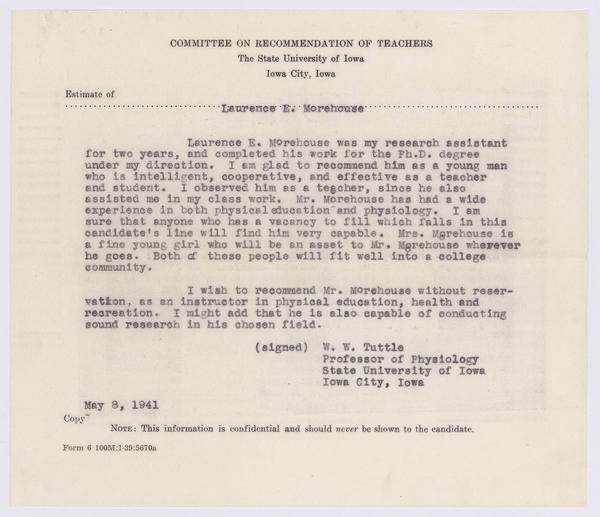 COMMITTEE ON RECOMMENDATION OF TEACHERS
The State University of Iowa
Iowa City, Iowa
Estimate of
Laurence E. Morehouse
Laurence E. Morehouse was my research assistant
for two years, and completed his work for the Ph.D. degree
under my direction. I am glad to recommend him as a young man
who is intelligent, cooperative, and effective as a teacher
and student. I observed him as a teacher, since he also
assisted me in my class work. Mr. Morehouse has had a wide
experience in both physical education and physiology. I am
sure that anyone who has a vacancy to fill which falls in this
candidate's line will find him very capable. Mrs. Morehouse is
a fine young girl who will be an asset to Mr. Morehouse wherever
he goes. Both of these people will fit well into a college
community.
I wish to recommend Mr. Morehouse without reser-
vation, as an instructor in physical education, health and
recreation. I might add that he is also capable of conducting
sound research in his chosen field.
(signed) W. W. Tuttle
Professor of Physiology
State University of Iowa
Iowa City, Iowa
May 8, 1941
Copy
NOTE: This information is confidential and should never be shown to the candidate.
Form 6 100M:1-39:5670a